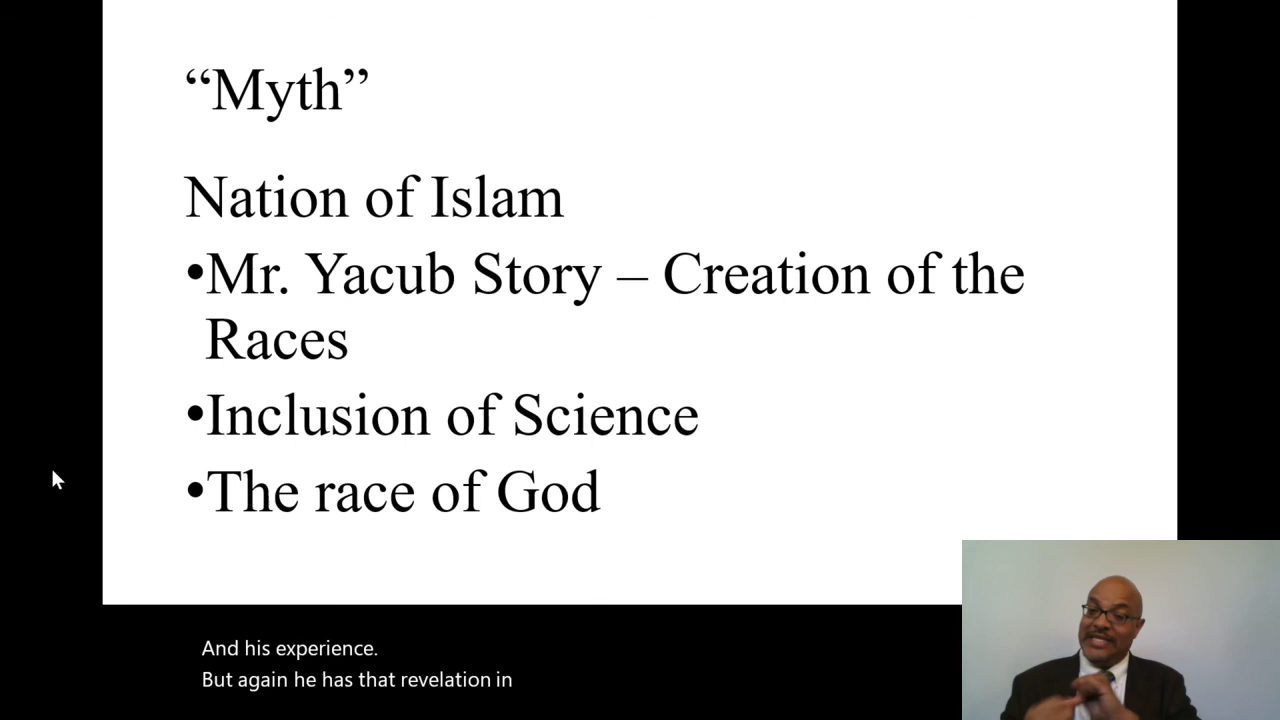 “Myth”
Nation of Islam
•Mr. Yacub Story – Creation of the
Races
•Inclusion of Science
•The race of God
And his experience.
But again he has that revelation in